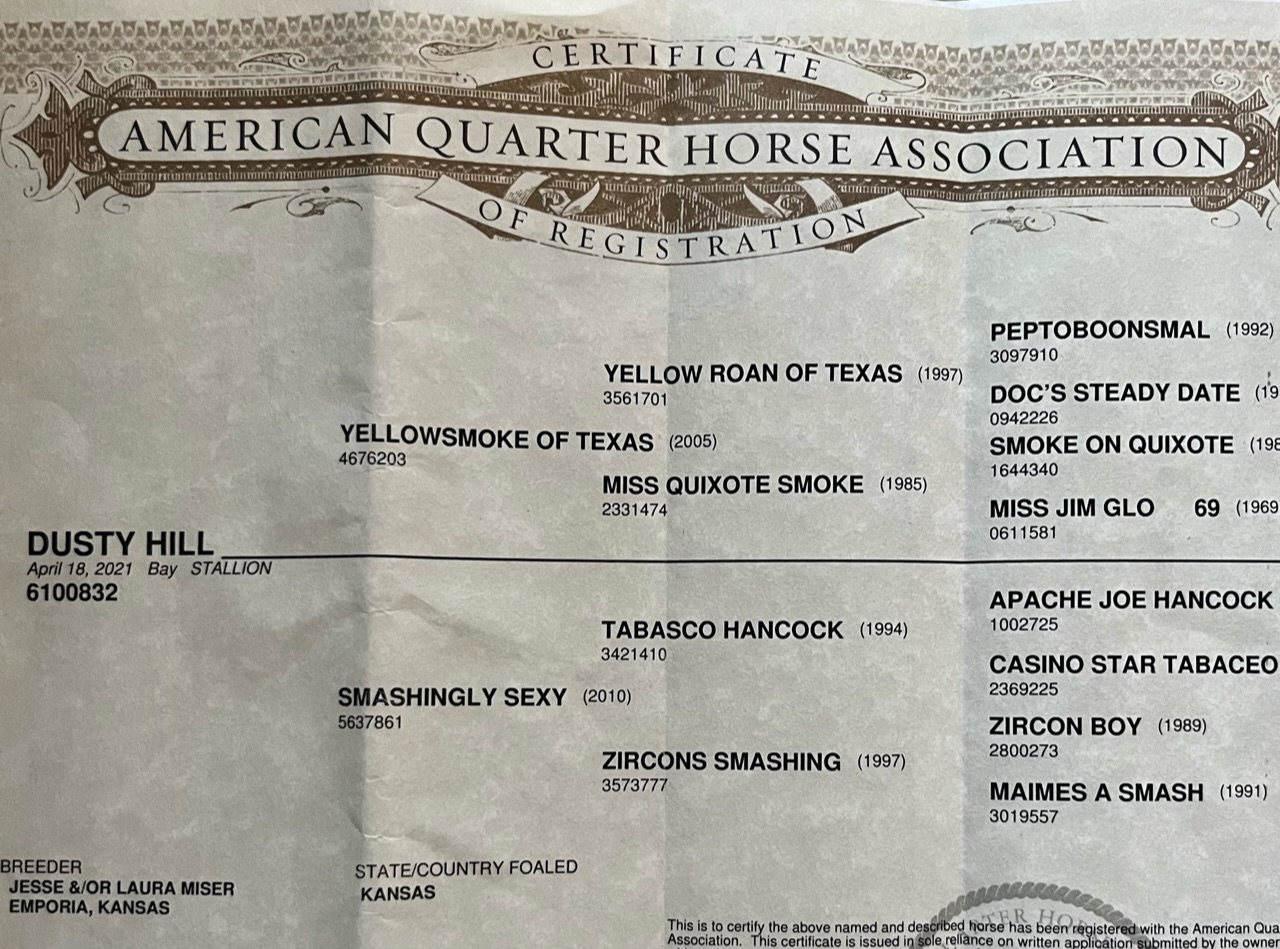 CERTIFICATE
AMERICAN QUARTER HORSE ASSOCIATION
OF REGISTRATION
PEPTOBOONSMAL (1992)
3097910
YELLOW ROAN OF TEXAS (1997)
3561701
DOC'S STEADY DATE (19
0942226
YELLOWSMOKE OF TEXAS (2005)
4676203
SMOKE ON QUIXOTE (198
1644340
MISS QUIXOTE SMOKE (1985)
2331474
MISS JIM GLO 69 (1969
0611581
DUSTY HILL
April 18, 2021 Bay STALLION
6100832
APACHE JOE HANCOCK
1002725
TABASCO HANCOCK (1994)
3421410
CASINO STAR TABACEO
2369225
SMASHINGLY SEXY (2010)
5637861
ZIRCON BOY (1989)
2800273
ZIRCONS SMASHING (1997)
3573777
MAIMES A SMASH (1991)
3019557
BREEDER
JESSE &/OR LAURA MISER
EMPORIA, KANSAS
STATE/COUNTRY FOALED
KANSAS
This is to certify the above named and described horse has been registered with the American Qua
Association. This certificate is issued in sole reliance on written application submitted by the owner